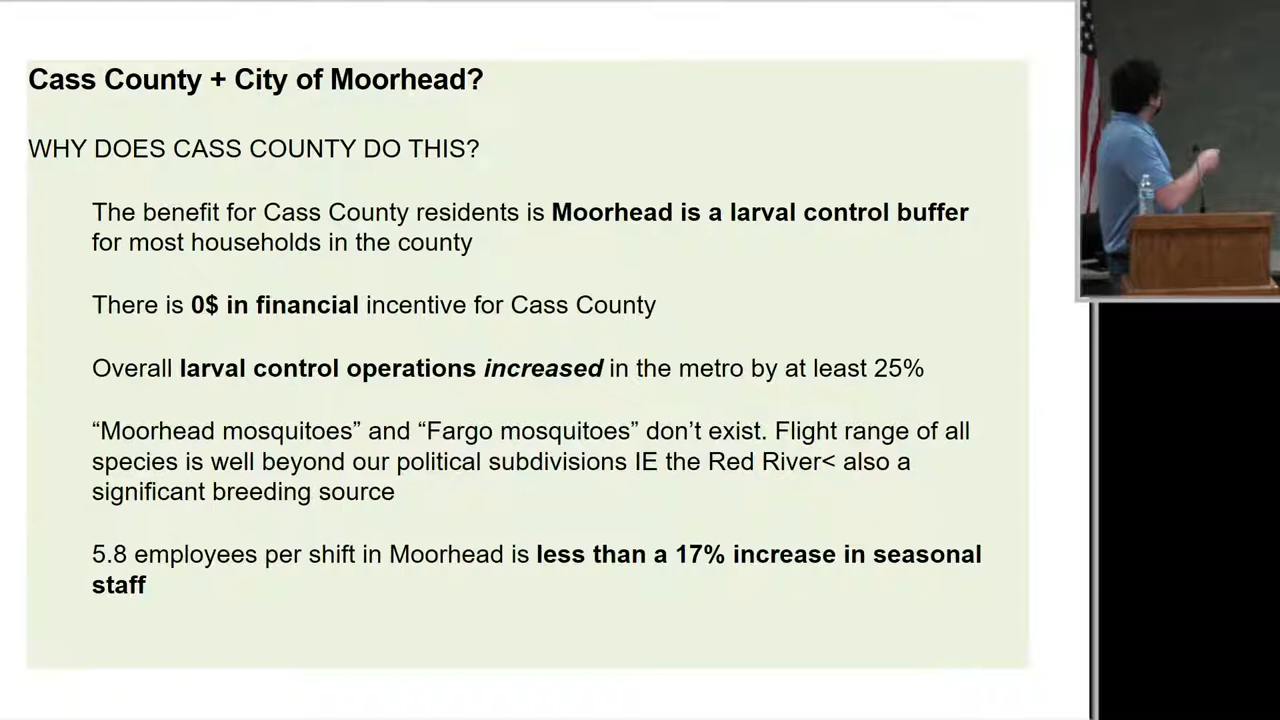 Cass County + City of Moorhead?
WHY DOES CASS COUNTY DO THIS?
The benefit for Cass County residents is Moorhead is a larval control buffer
for most households in the county
There is 0$ in financial incentive for Cass County
Overall larval control operations increased in the metro by at least 25%
“Moorhead mosquitoes” and “Fargo mosquitoes” don’t exist. Flight range of all
species is well beyond our political subdivisions IE the Red River< also a
significant breeding source
5.8 employees per shift in Moorhead is less than a 17% increase in seasonal
staff